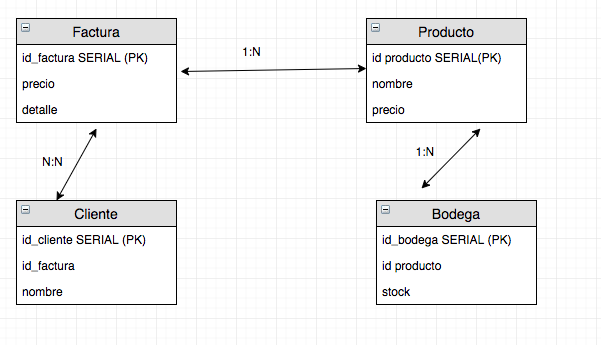 Factura
id_factura SERIAL (PK)
precio
detalle
1:N
Producto
id producto SERIAL(PK)
nombre
precio
N:N
1:N
Cliente
id_cliente SERIAL (PK)
id_factura
nombre
Bodega
id_bodega SERIAL (PK)
id producto
stock